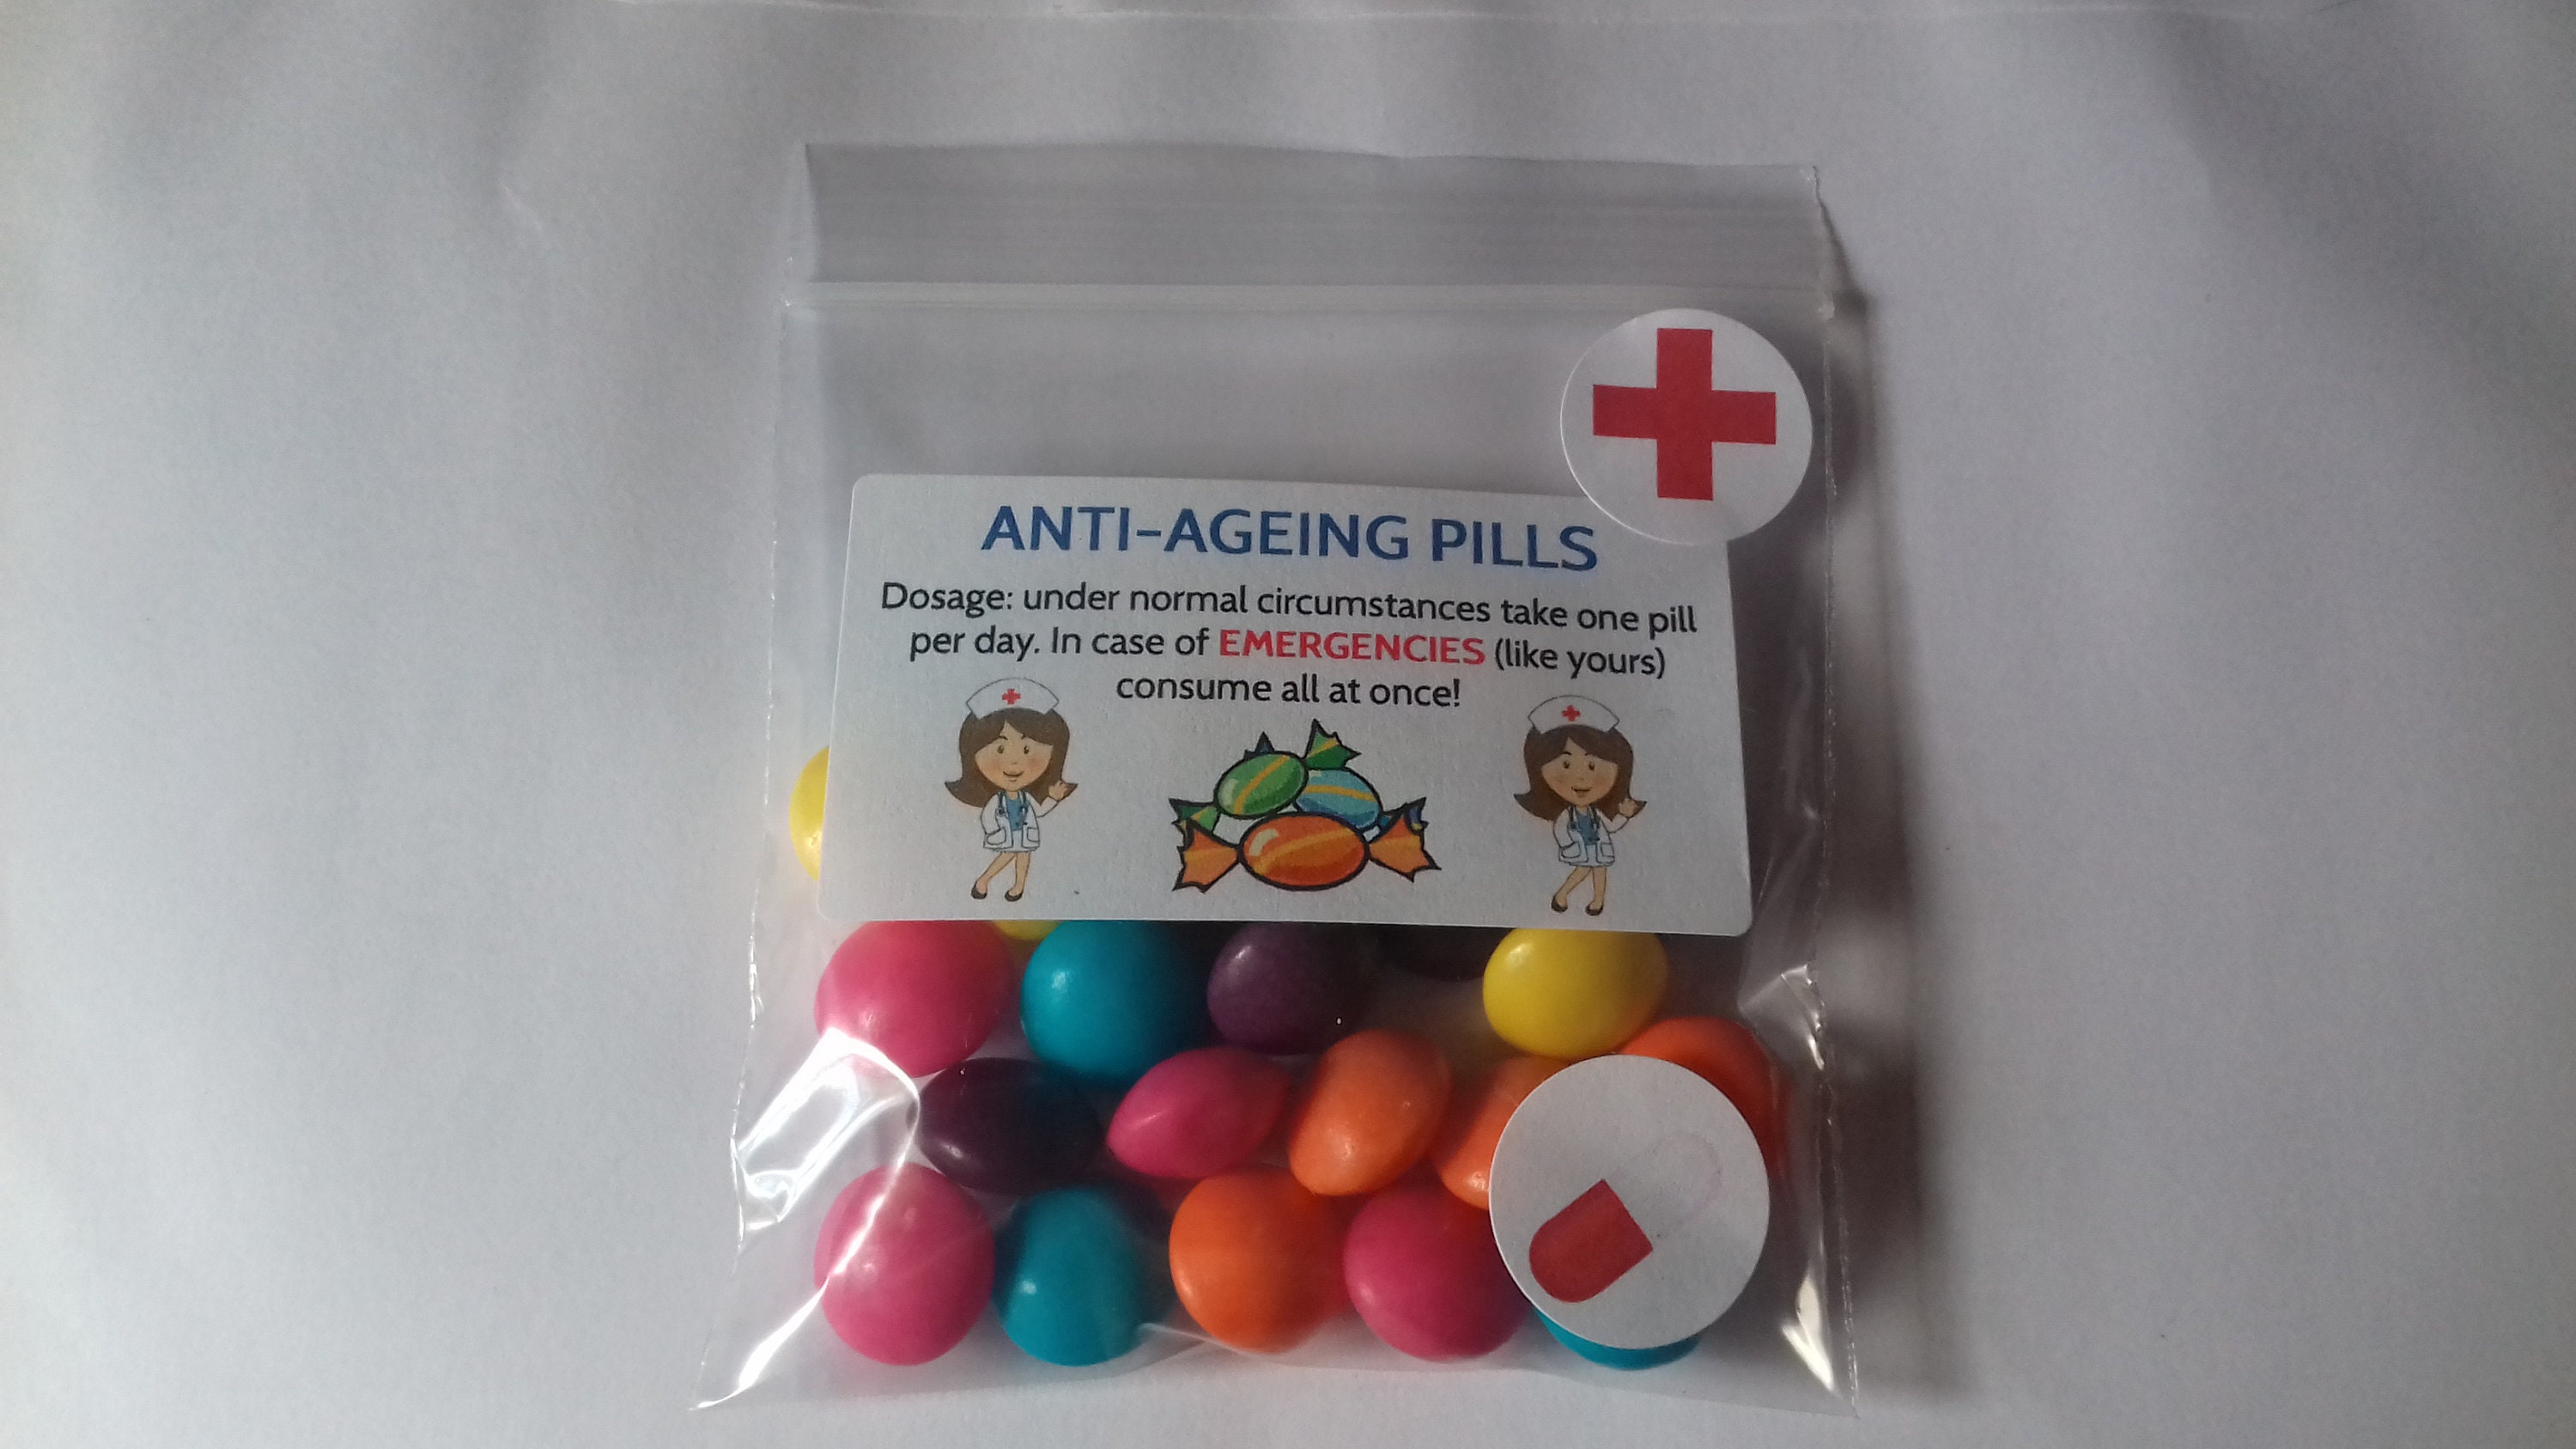 ANTI-AGEING PILLS
Dosage: under normal circumstances take one pill
per day. In case of EMERGENCIES (like yours)
consume all at once!